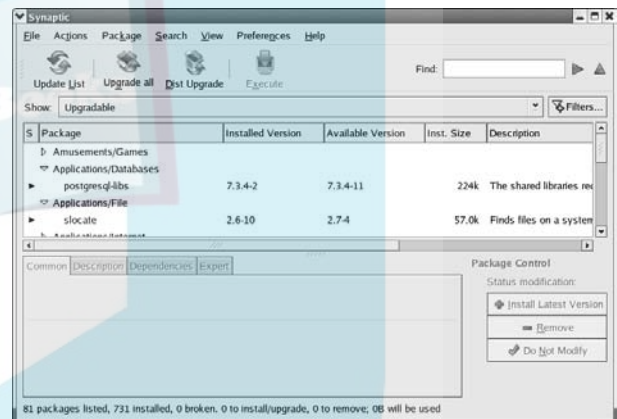 Synaptic
File Actions Package Search View Preferences Help
Update List Upgrade all Dist Upgrade Execute Find:
Show: Upgradable Filters...
S Package Installed Version Available Version Inst. Size Description
Amusements/Games
Applications/Databases
postgresql-libs 7.3.4-2 7.3.4-11 224k The shared libraries re
Applications/File
slocate 2.6-10 2.7-4 57.0k Finds files on a system
Applications/Internet
Common Description Dependencies Expert Package Control
Status modification:
Install Latest Version
Remove
Do Not Modify
81 packages listed, 731 installed, 0 broken. 0 to install/upgrade, 0 to remove; 0B will be used